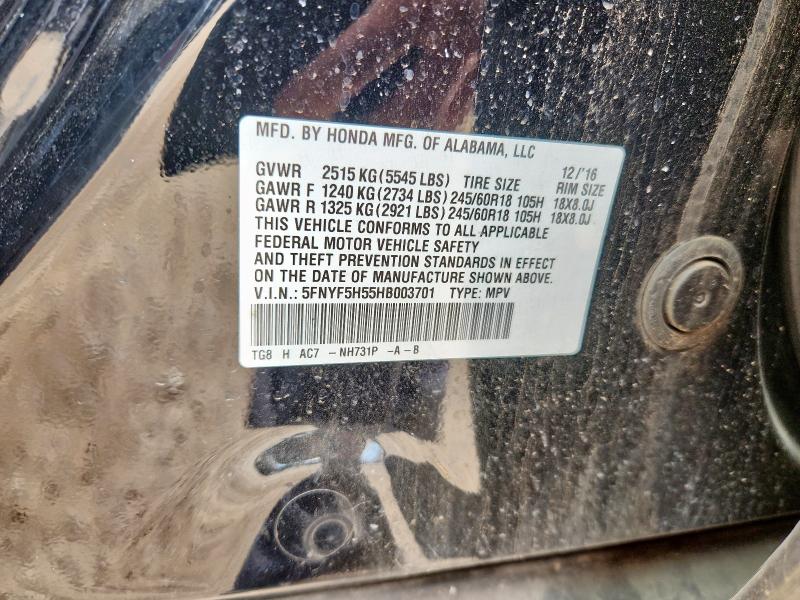 MFD. BY HONDA MFG. OF ALABAMA, LLC
GVWR 2515 KG (5545 LBS) TIRE SIZE 12/'16 RIM SIZE
GAWR F 1240 KG (2734 LBS) 245/60R18 105H 18X8.0J
GAWR R 1325 KG (2921 LBS) 245/60R18 105H 18X8.0J
THIS VEHICLE CONFORMS TO ALL APPLICABLE
FEDERAL MOTOR VEHICLE SAFETY
AND THEFT PREVENTION STANDARDS IN EFFECT
ON THE DATE OF MANUFACTURE SHOWN ABOVE.
V.I.N.: 5FNYF5H55HB003701 TYPE: MPV
TG8 H AC7 - NH731P -A-B